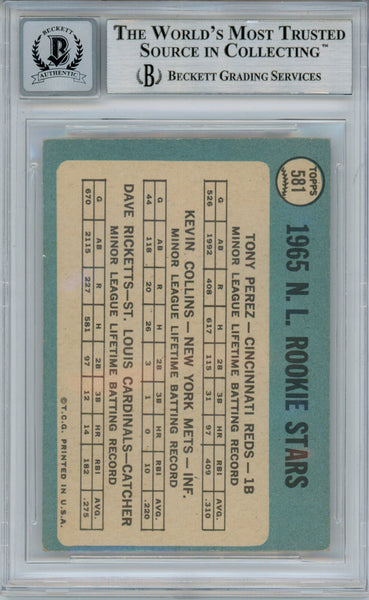 BECKETT
AUTHENTIC
THE WORLD'S MOST TRUSTED
SOURCE IN COLLECTING™
B BECKETT GRADING SERVICES
TOPPS
581
1965 N. L. ROOKIE STARS
TONY PEREZ—CINCINNATI REDS—1B
MINOR LEAGUE LIFETIME BATTING RECORD
G AB R H 2B 3B HR RBI AVG.
526 1992 408 617 115 31 97 409 .310
KEVIN COLLINS—NEW YORK METS—INF.
MINOR LEAGUE LIFETIME BATTING RECORD
G AB R H 2B 3B HR RBI AVG.
44 118 20 26 3 1 0 10 .220
DAVE RICKETTS—ST. LOUIS CARDINALS—CATCHER
MINOR LEAGUE LIFETIME BATTING RECORD
G AB R H 2B 3B HR RBI AVG.
670 2115 227 581 97 12 14 182 .275
©T.C.G. PRINTED IN U.S.A.